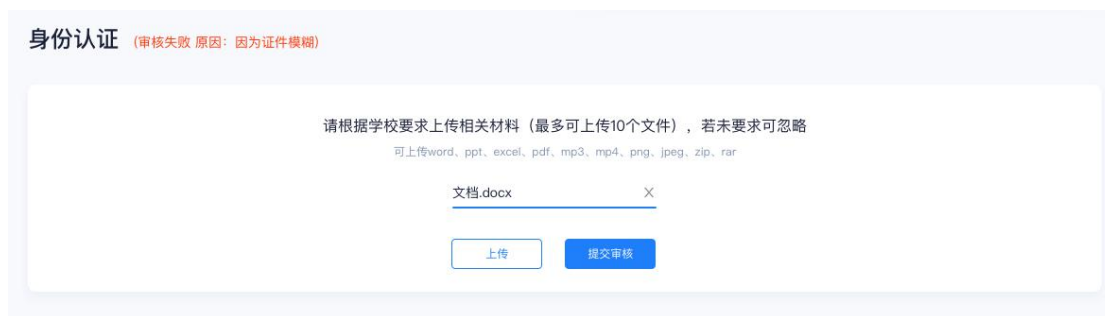 身份认证 (审核失败 原因：因为证件模糊)
请根据学校要求上传相关材料（最多可上传10个文件），若未要求可忽略
可上传word、ppt、excel、pdf、mp3、mp4、png、jpeg、zip、rar
文档.docx ×
上传 提交审核